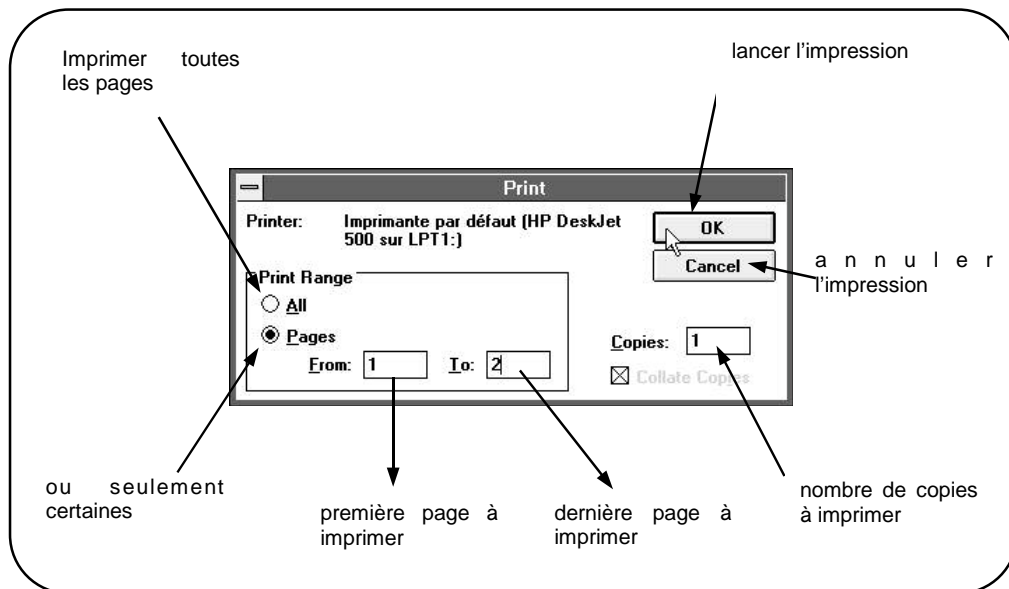 Imprimer toutes
les pages
lancer l'impression
Print
Printer: Imprimante par défaut (HP DeskJet
500 sur LPT1:)
OK
Cancel
annuler
l'impression
Print Range
All
Pages
From: 1 To: 2
Copies: 1
Collate Copies
ou seulement
certaines
première page à
imprimer
dernière page à
imprimer
nombre de copies
à imprimer